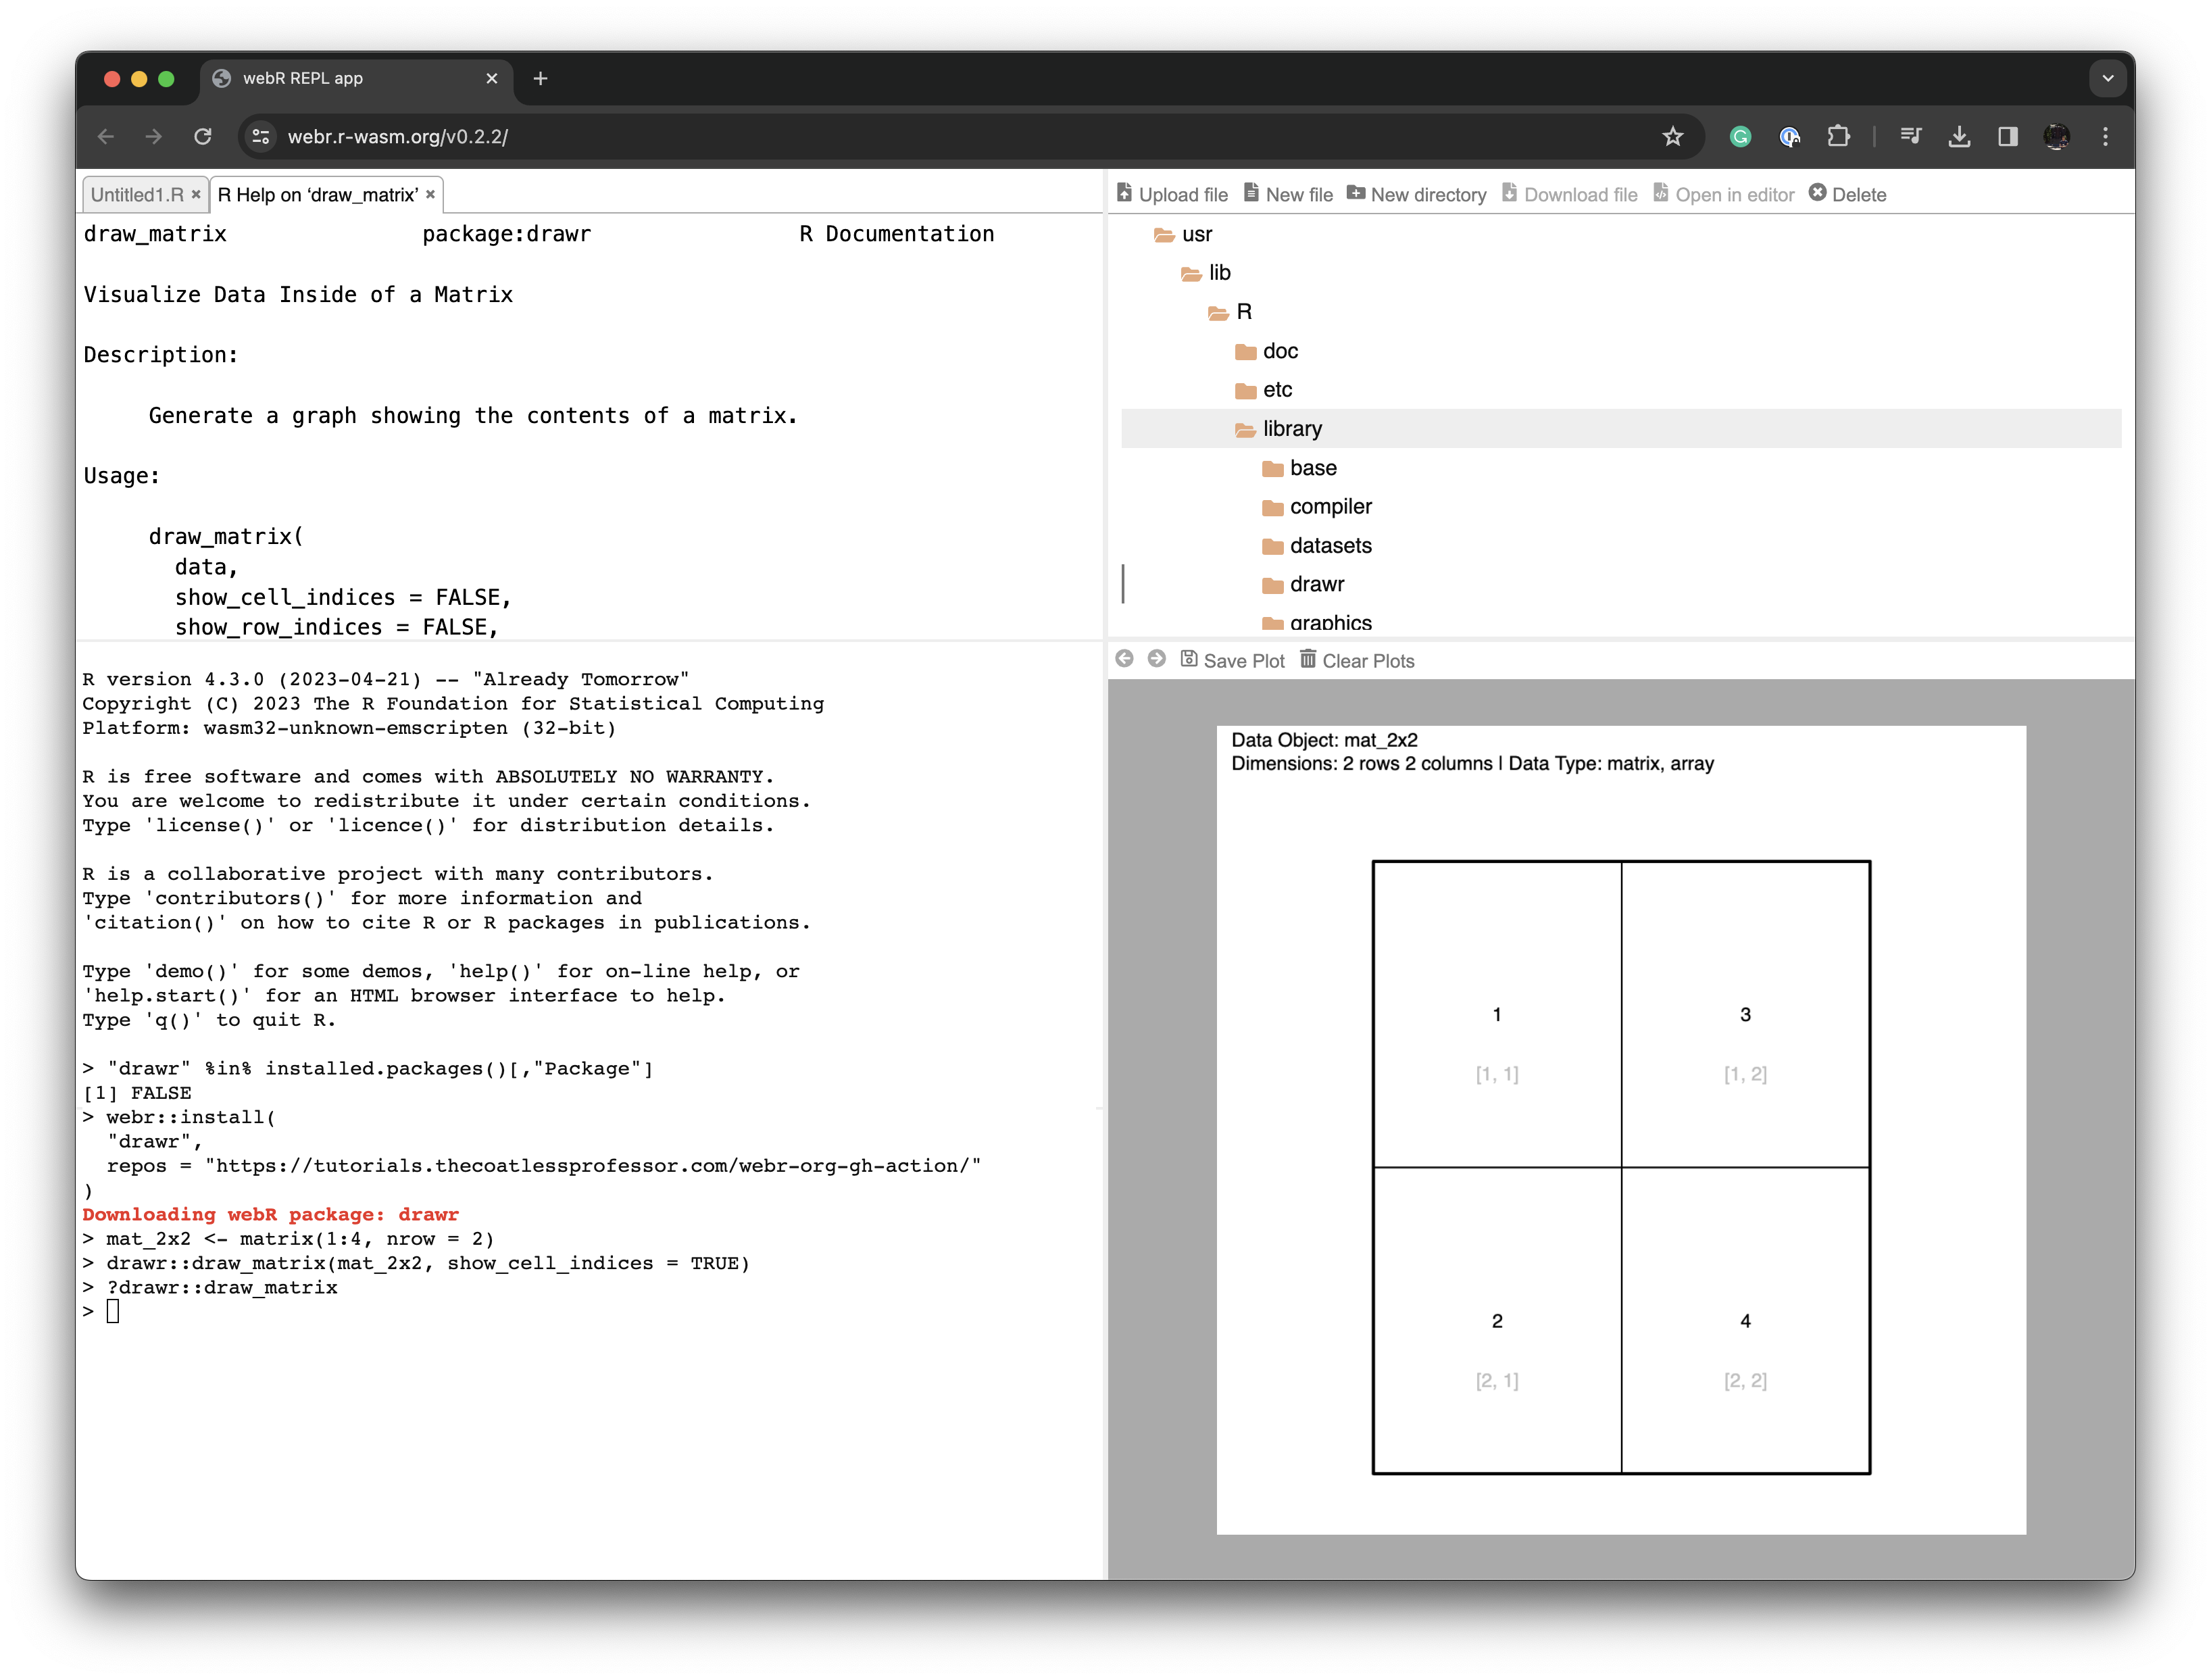 webR REPL app
webr.r-wasm.org/v0.2.2/
Untitled1.R × R Help on ‘draw_matrix’ ×
draw_matrix package:drawr R Documentation
Visualize Data Inside of a Matrix
Description:
Generate a graph showing the contents of a matrix.
Usage:
draw_matrix(
data,
show_cell_indices = FALSE,
show_row_indices = FALSE,
R version 4.3.0 (2023-04-21) -- "Already Tomorrow"
Copyright (C) 2023 The R Foundation for Statistical Computing
Platform: wasm32-unknown-emscripten (32-bit)
R is free software and comes with ABSOLUTELY NO WARRANTY.
You are welcome to redistribute it under certain conditions.
Type 'license()' or 'licence()' for distribution details.
R is a collaborative project with many contributors.
Type 'contributors()' for more information and
'citation()' on how to cite R or R packages in publications.
Type 'demo()' for some demos, 'help()' for on-line help, or
'help.start()' for an HTML browser interface to help.
Type 'q()' to quit R.
> "drawr" %in% installed.packages()[,"Package"]
[1] FALSE
> webr::install(
"drawr",
repos = "https://tutorials.thecoatlessprofessor.com/webr-org-gh-action/"
)
Downloading webR package: drawr
> mat_2x2 <- matrix(1:4, nrow = 2)
> drawr::draw_matrix(mat_2x2, show_cell_indices = TRUE)
> ?drawr::draw_matrix
>
Upload file New file New directory Download file Open in editor Delete
usr
lib
R
doc
etc
library
base
compiler
datasets
drawr
graphics
Save Plot Clear Plots
Data Object: mat_2x2
Dimensions: 2 rows 2 columns | Data Type: matrix, array
1 3
[1, 1] [1, 2]
2 4
[2, 1] [2, 2]